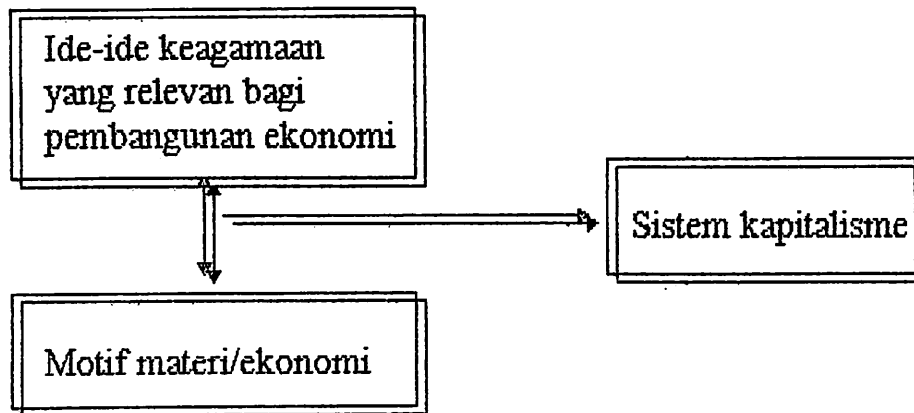 Ide-ide keagamaan
yang relevan bagi
pembangunan ekonomi
Sistem kapitalisme
Motif materi/ekonomi